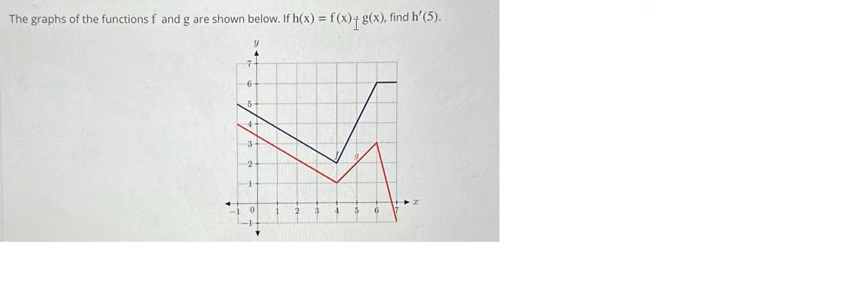 The graphs of the functions f and g are shown below. If h(x) = f(x) + g(x), find h′(5).
y
7
6
5
4
3
2
1
-1 0 1 2 3 4 5 6 7 x
-1
g